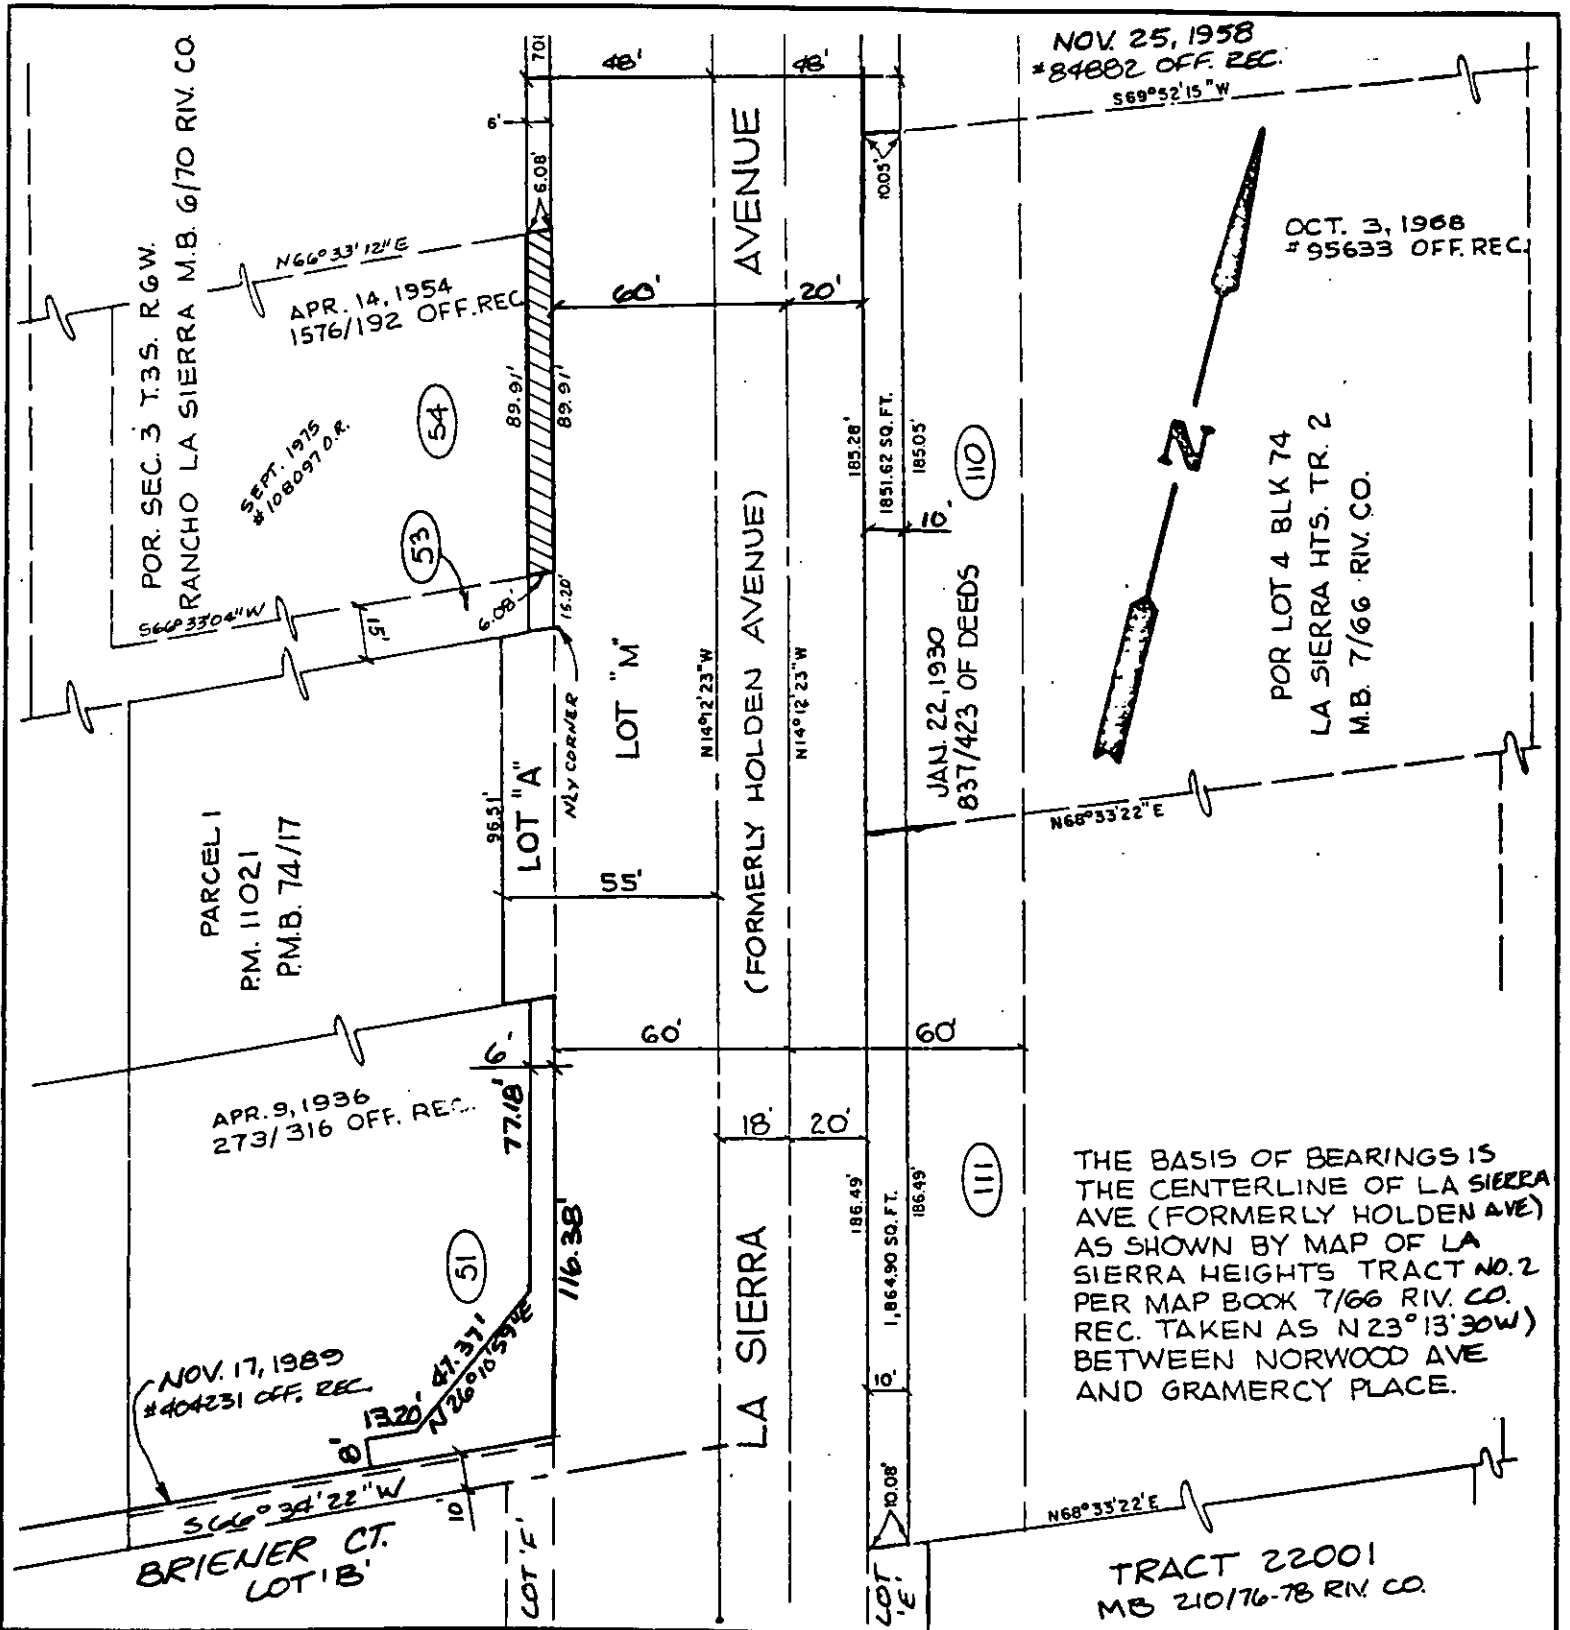 NOV. 25, 1958
#84882 OFF. REC.
S69°52'15"W
701
48'
48'
6'
6.08'
10.05'
AVENUE
POR. SEC. 3 T.3S. R6W.
RANCHO LA SIERRA M.B. 6/70 RIV. CO.
N66°33'12"E
APR. 14, 1954
1576/192 OFF. REC.
OCT. 3, 1968
#95633 OFF. REC.
60'
20'
54
89.91'
89.91'
SEPT. 1975
#108097 O.R.
53
185.28'
1851.62 SQ. FT.
185.05'
110
10'
N
POR LOT 4 BLK 74
LA SIERRA HTS. TR. 2
M.B. 7/66 RIV. CO.
S66°33'04"W
15'
6.08'
15.20'
LOT "M"
N14°12'23"W
(FORMERLY HOLDEN AVENUE)
N14°12'23"W
JAN. 22, 1930
837/423 OF DEEDS
NLY CORNER
96.51'
LOT "A"
PARCEL 1
P.M. 11021
P.M.B. 74/17
55'
N68°33'22"E
6'
60'
60'
APR. 9, 1936
273/316 OFF. REC.
77.18'
18'
20'
51
116.38'
LA SIERRA
186.49'
1,864.90 SQ. FT.
186.49'
111
THE BASIS OF BEARINGS IS
THE CENTERLINE OF LA SIERRA
AVE (FORMERLY HOLDEN AVE)
AS SHOWN BY MAP OF LA
SIERRA HEIGHTS TRACT NO. 2
PER MAP BOOK 7/66 RIV. CO.
REC. TAKEN AS N23°13'30W)
BETWEEN NORWOOD AVE
AND GRAMERCY PLACE.
NOV. 17, 1989
#404231 OFF. REC.
47.37'
N26°10'59"E
13.20'
8'
10'
10.08'
S66°34'22"W
10'
BRIENER CT.
LOT 'B'
LOT 'F'
LOT
'E'
N68°33'22'E
TRACT 22001
MB 210/76-78 RIV. CO.